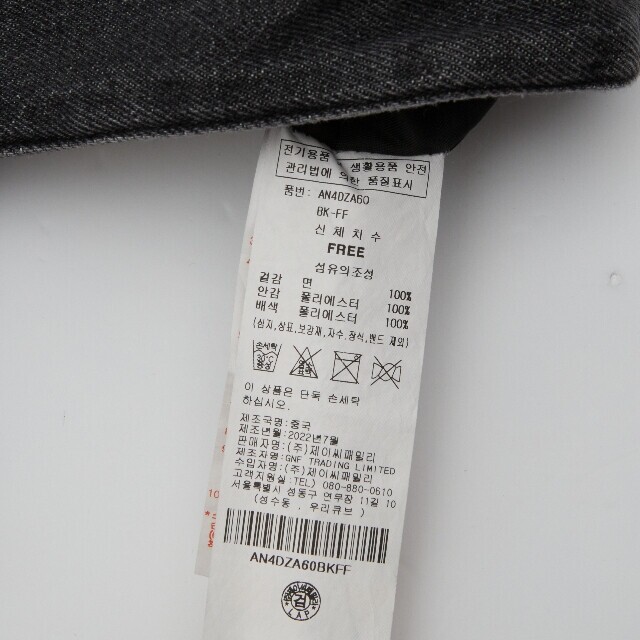 전기용품 생활용품 안전
관리법에 의한 품질표시
품번: AN4DZA60
BK-FF
신체치수
FREE
섬유의조성
겉감 면 100%
안감 폴리에스터 100%
배색 폴리에스터 100%
(심지,상표,보강재,자수,장식,밴드 제외)
손세탁
이 상품은 단독 손세탁
하십시오.
제조국명:중국
제조년월:2022년7월
판매자명:(주)제이씨패밀리
제조자명:GNF TRADING LIMITED
수입자명:(주)제이씨패밀리
고객지원실:TEL) 080-880-0610
서울특별시 성동구 연무장 11길 10
(성수동, 우리큐브)
AN4DZA60BKFF
검
LAP
10